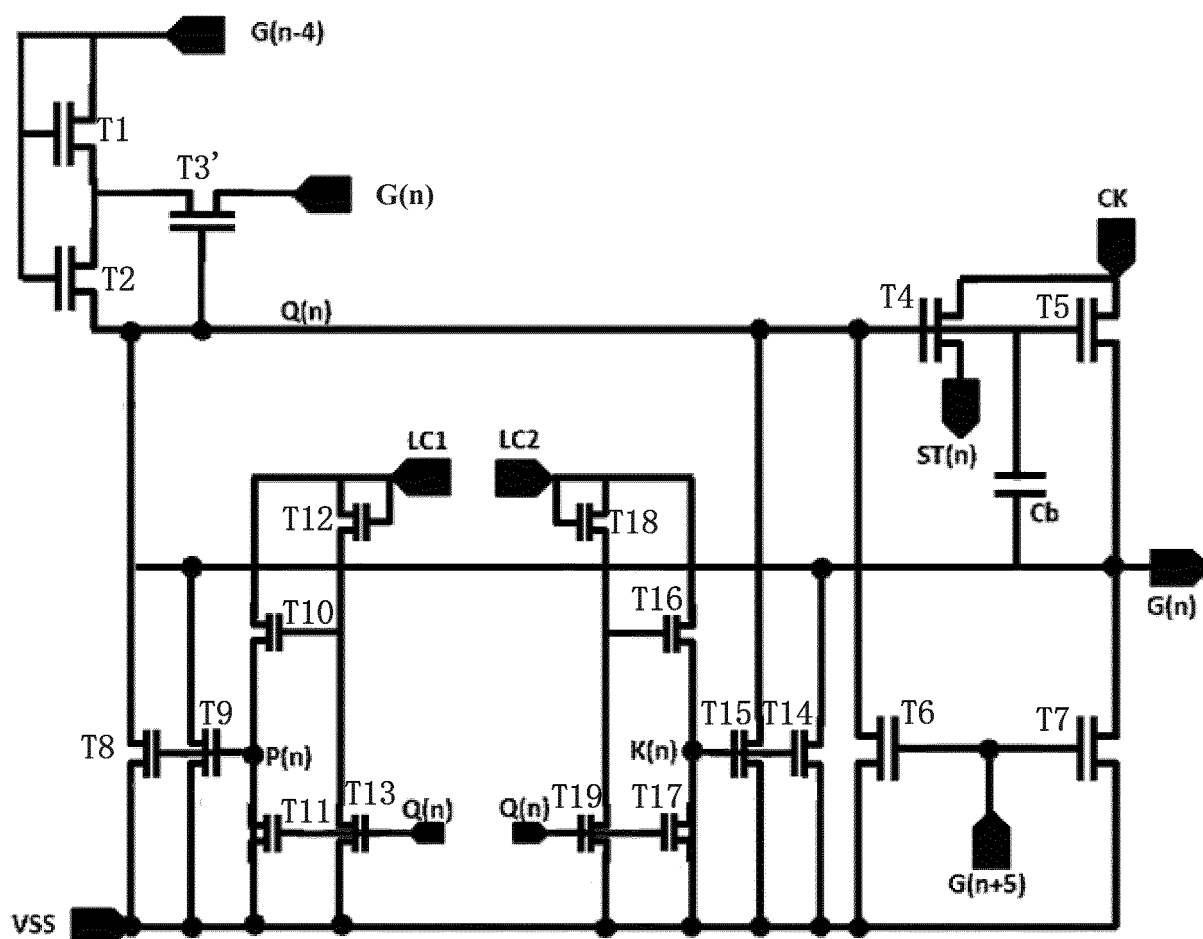 G(n-4)
T1
T3'
G(n)
CK
T2
Q(n)
T4
T5
LC1
LC2
ST(n)
T12
T18
Cb
T10
T16
G(n)
T9
T15
T14
T6
T7
T8
P(n)
K(n)
T11
T13
Q(n)
Q(n)
T19
T17
G(n+5)
VSS